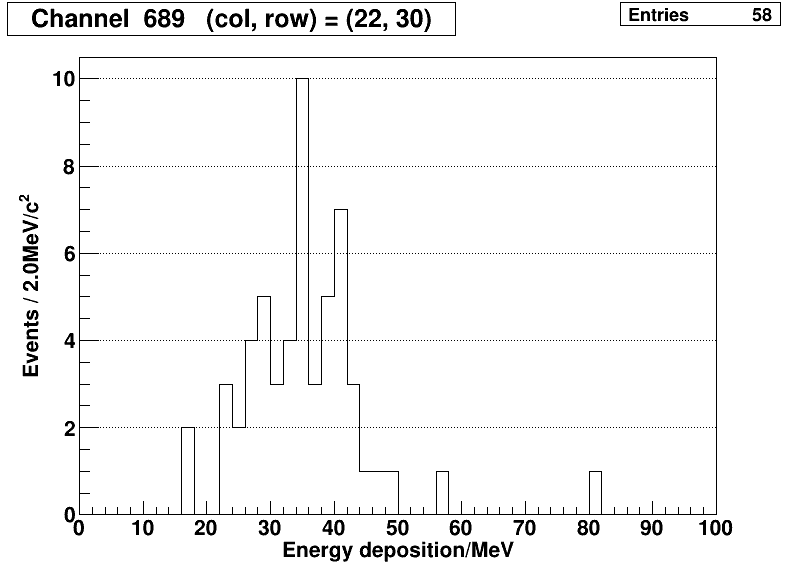 Channel 689 (col, row) = (22, 30)
Entries 58
10
8
6
4
2
0
Events / 2.0MeV/c²
0 10 20 30 40 50 60 70 80 90 100
Energy deposition/MeV